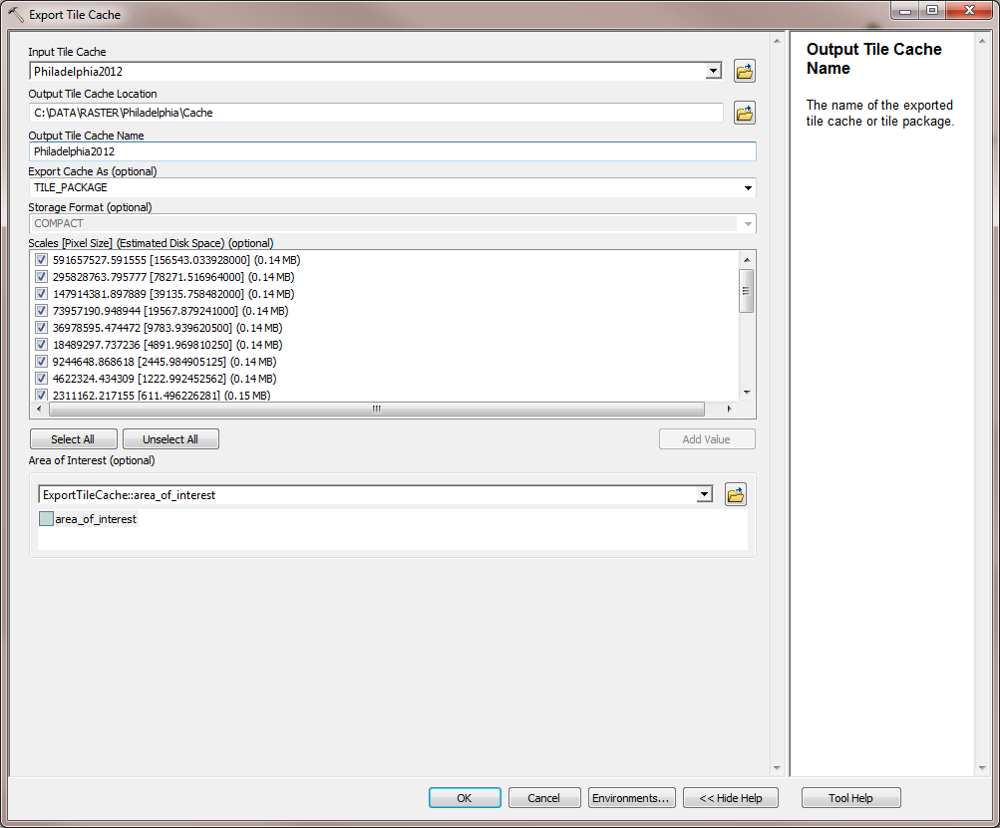 Export Tile Cache
Input Tile Cache
Philadelphia2012
Output Tile Cache Location
C:\DATA\RASTER\Philadelphia\Cache
Output Tile Cache Name
Philadelphia2012
Export Cache As (optional)
TILE_PACKAGE
Storage Format (optional)
COMPACT
Scales [Pixel Size] (Estimated Disk Space) (optional)
591657527.591555 [156543.033928000] (0.14 MB)
295828763.795777 [78271.516964000] (0.14 MB)
147914381.897889 [39135.758482000] (0.14 MB)
73957190.948944 [19567.879241000] (0.14 MB)
36978595.474472 [9783.939620500] (0.14 MB)
18489297.737236 [4891.969810250] (0.14 MB)
9244648.868618 [2445.984905125] (0.14 MB)
4622324.434309 [1222.992452562] (0.14 MB)
2311162.217155 [611.496226281] (0.15 MB)
Select All
Unselect All
Add Value
Area of Interest (optional)
ExportTileCache::area_of_interest
area_of_interest
OK
Cancel
Environments...
<< Hide Help
Tool Help
Output Tile Cache
Name
The name of the exported
tile cache or tile package.